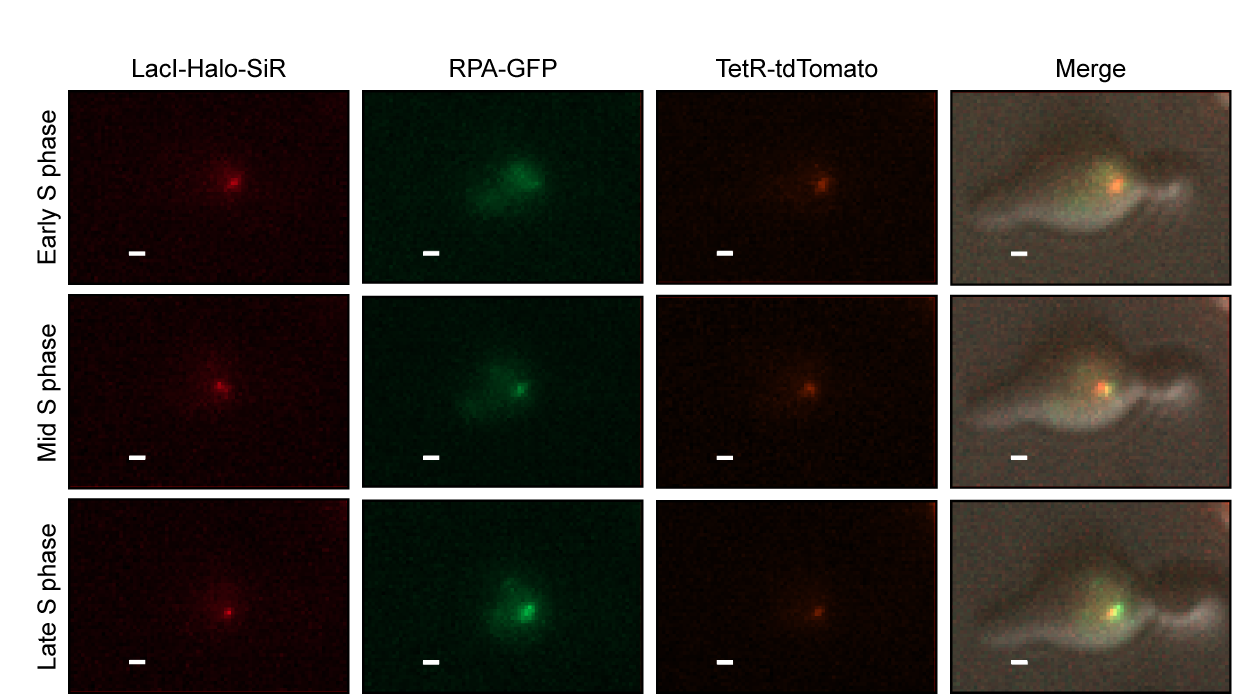 LacI-Halo-SiR
RPA-GFP
TetR-tdTomato
Merge
Early S phase
Mid S phase
Late S phase